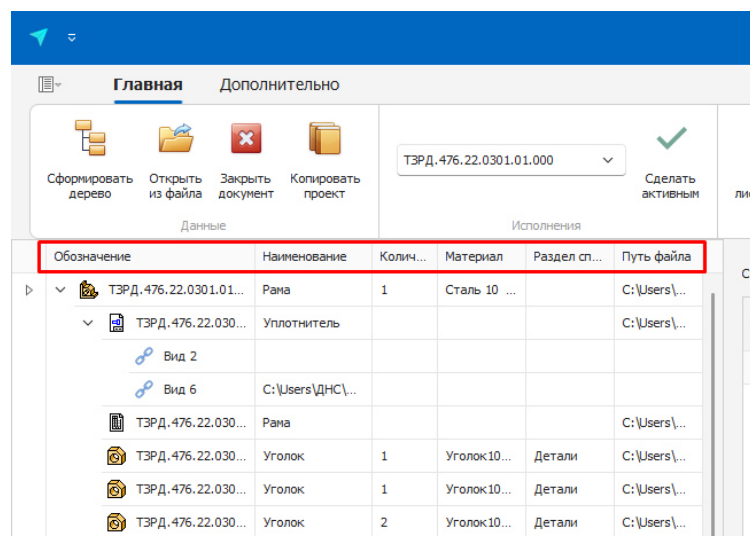 Главная Дополнительно
Сформировать дерево
Открыть из файла
Закрыть документ
Копировать проект
Данные
ТЗРД.476.22.0301.01.000
Сделать активным
Исполнения
Обозначение Наименование Колич... Материал Раздел сп... Путь файла
ТЗРД.476.22.0301.01... Рама 1 Сталь 10 ... C:\Users\...
ТЗРД.476.22.030... Уплотнитель C:\Users\...
Вид 2
Вид 6 C:\Users\ДНС\...
ТЗРД.476.22.030... Рама C:\Users\...
ТЗРД.476.22.030... Уголок 1 Уголок10... Детали C:\Users\...
ТЗРД.476.22.030... Уголок 1 Уголок10... Детали C:\Users\...
ТЗРД.476.22.030... Уголок 2 Уголок10... Детали C:\Users\...